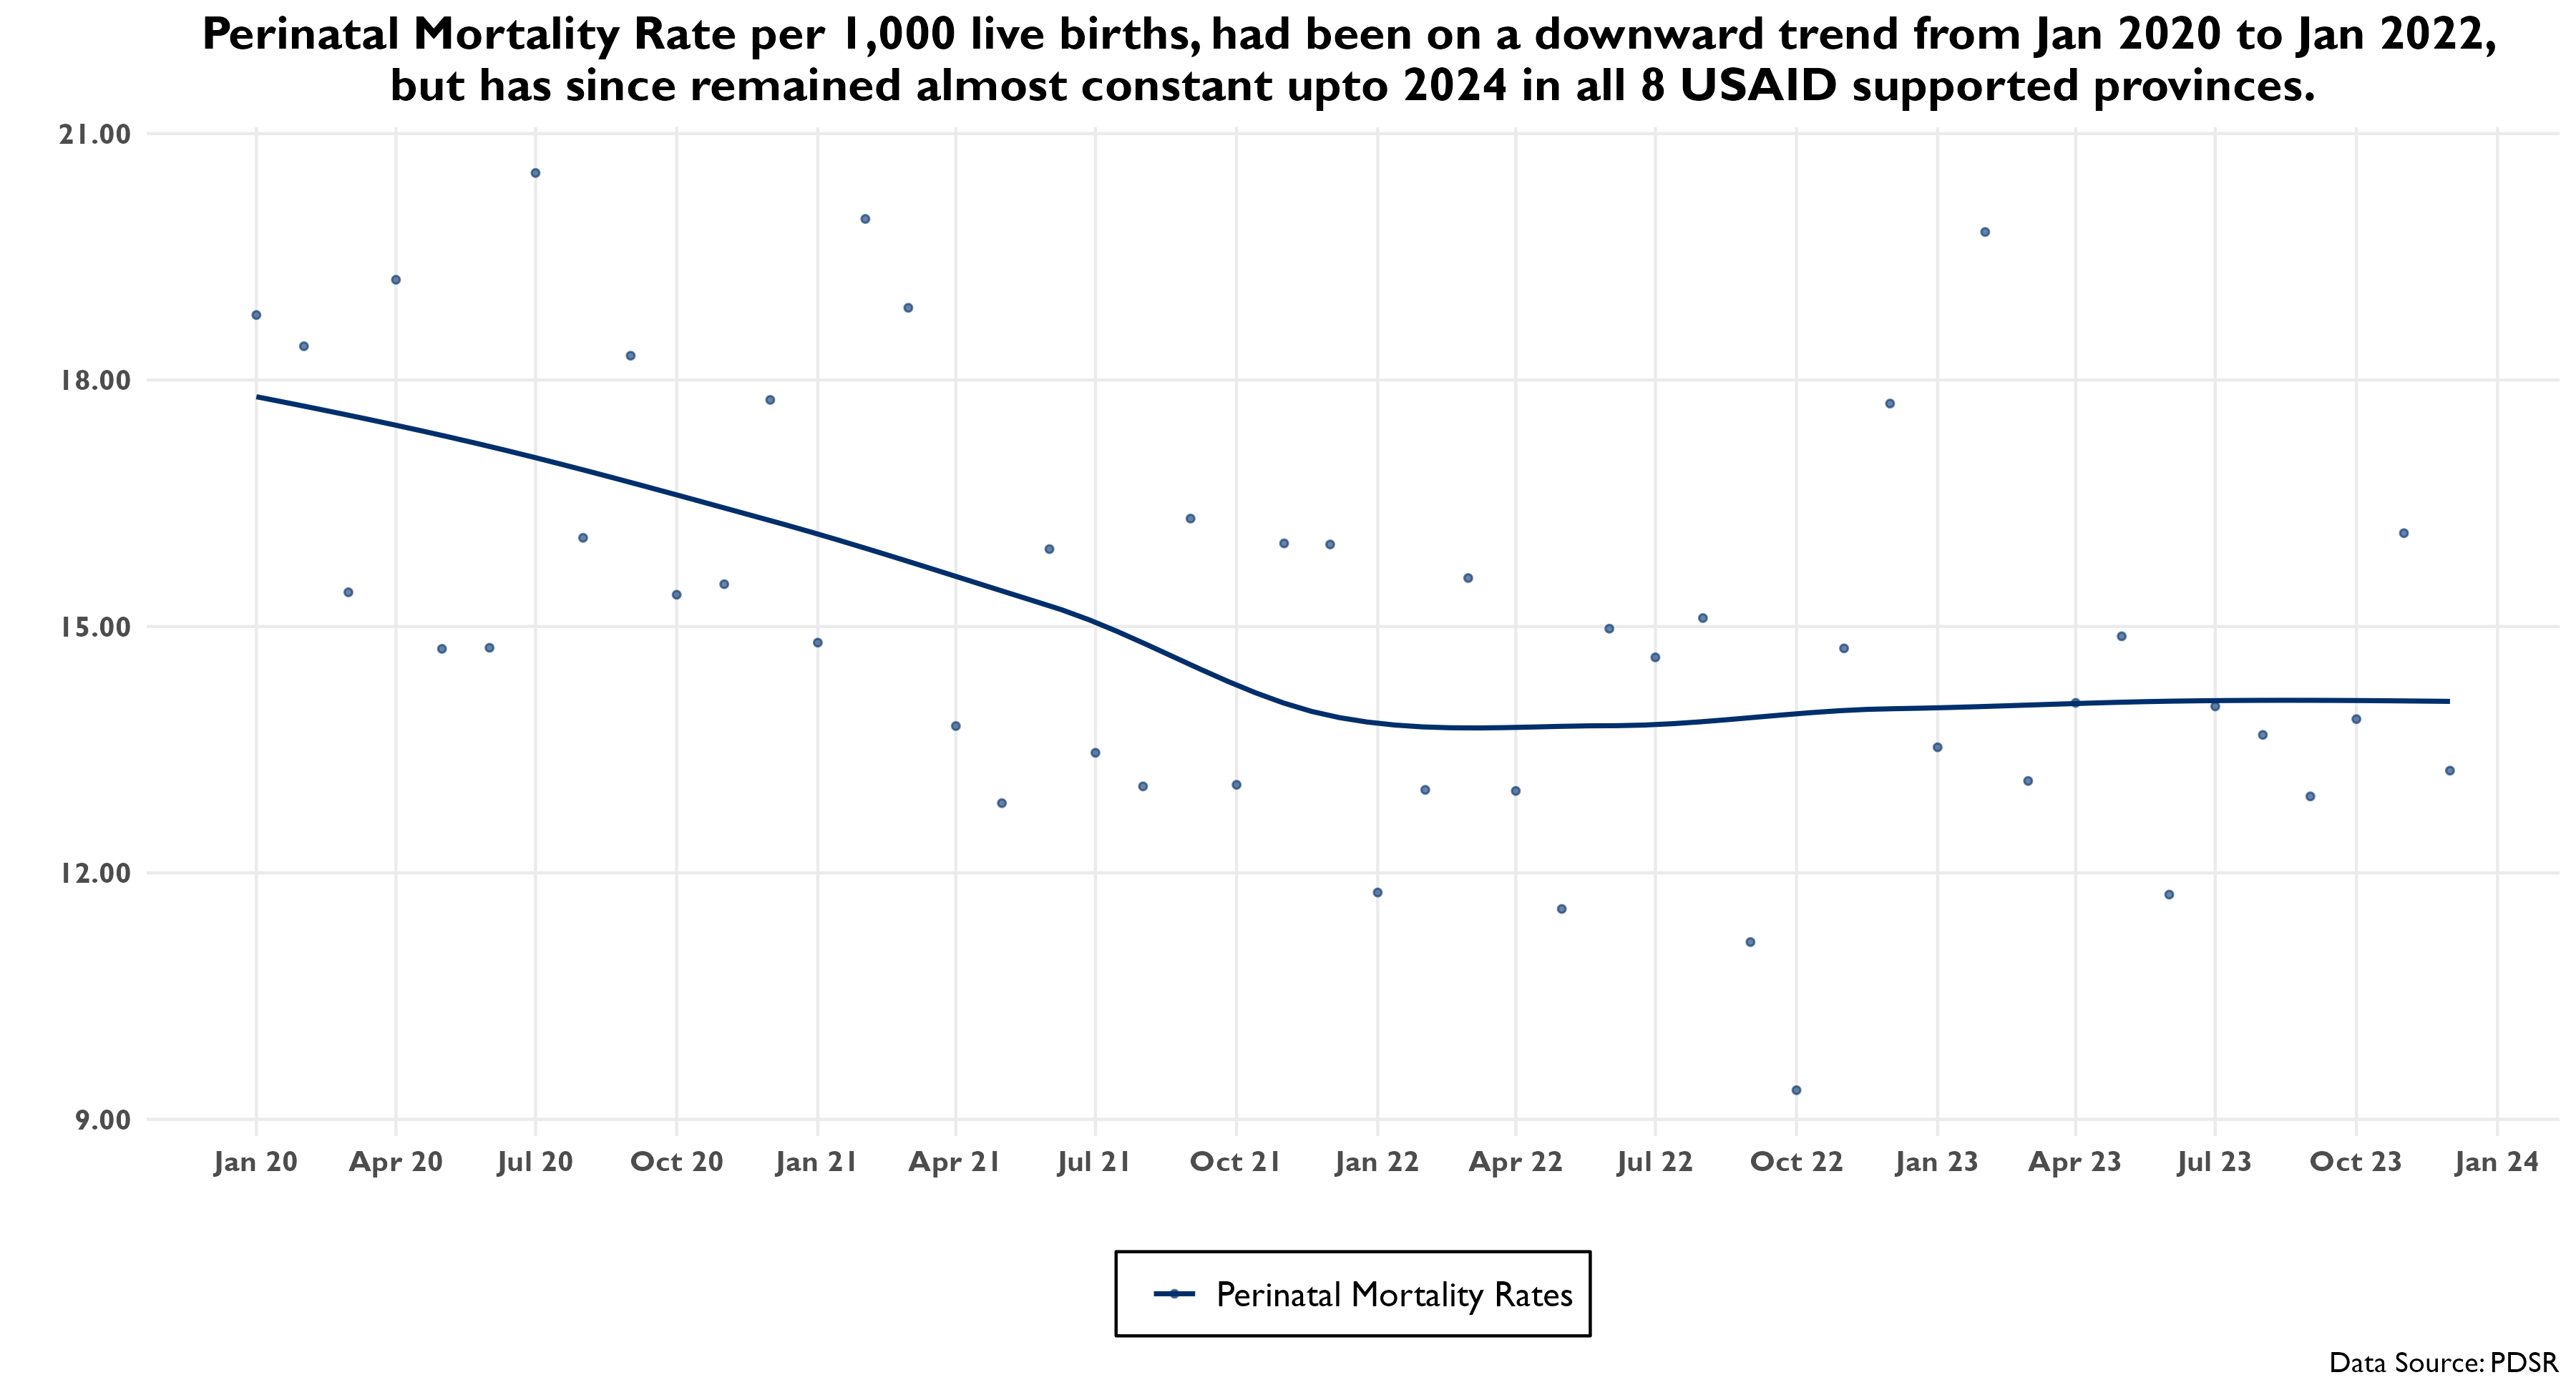 Perinatal Mortality Rate per 1,000 live births, had been on a downward trend from Jan 2020 to Jan 2022,
but has since remained almost constant upto 2024 in all 8 USAID supported provinces.
21.00
18.00
15.00
12.00
9.00
Jan 20 Apr 20 Jul 20 Oct 20 Jan 21 Apr 21 Jul 21 Oct 21 Jan 22 Apr 22 Jul 22 Oct 22 Jan 23 Apr 23 Jul 23 Oct 23 Jan 24
Perinatal Mortality Rates
Data Source: PDSR